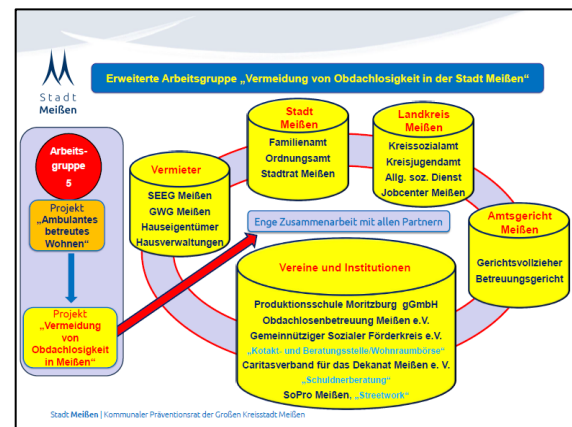 Stadt
Meißen
Erweiterte Arbeitsgruppe „Vermeidung von Obdachlosigkeit in der Stadt Meißen“
Arbeits-
gruppe
5
Projekt
„Ambulantes
betreutes
Wohnen“
Projekt
„Vermeidung
von
Obdachlosigkeit
in Meißen“
Vermieter
SEEG Meißen
GWG Meißen
Hauseigentümer
Hausverwaltungen
Stadt
Meißen
Familienamt
Ordnungsamt
Stadtrat Meißen
Landkreis
Meißen
Kreissozialamt
Kreisjugendamt
Allg. soz. Dienst
Jobcenter Meißen
Amtsgericht
Meißen
Gerichtsvollzieher
Betreuungsgericht
Enge Zusammenarbeit mit allen Partnern
Vereine und Institutionen
Produktionsschule Moritzburg gGmbH
Obdachlosenbetreuung Meißen e.V.
Gemeinnütziger Sozialer Förderkreis e.V.
„Kotakt- und Beratungsstelle/Wohnraumbörse“
Caritasverband für das Dekanat Meißen e. V.
„Schuldnerberatung“
SoPro Meißen, „Streetwork“
Stadt Meißen | Kommunaler Präventionsrat der Großen Kreisstadt Meißen